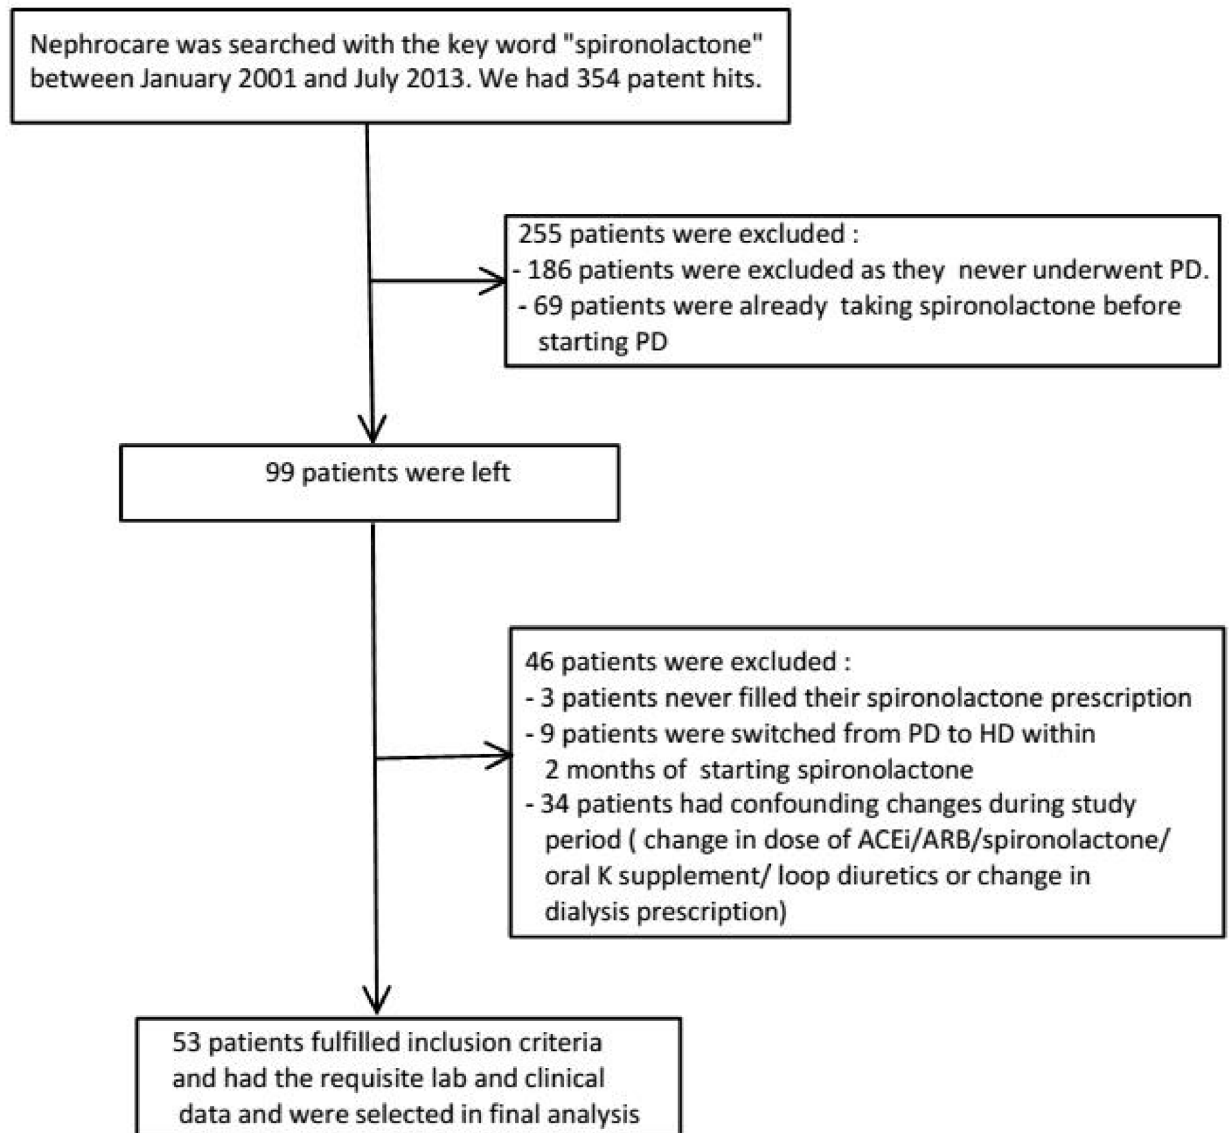 Nephrocare was searched with the key word "spironolactone"
between January 2001 and July 2013. We had 354 patent hits.
255 patients were excluded :
- 186 patients were excluded as they never underwent PD.
- 69 patients were already taking spironolactone before
starting PD
99 patients were left
46 patients were excluded :
- 3 patients never filled their spironolactone prescription
- 9 patients were switched from PD to HD within
2 months of starting spironolactone
- 34 patients had confounding changes during study
period ( change in dose of ACEi/ARB/spironolactone/
oral K supplement/ loop diuretics or change in
dialysis prescription)
53 patients fulfilled inclusion criteria
and had the requisite lab and clinical
data and were selected in final analysis